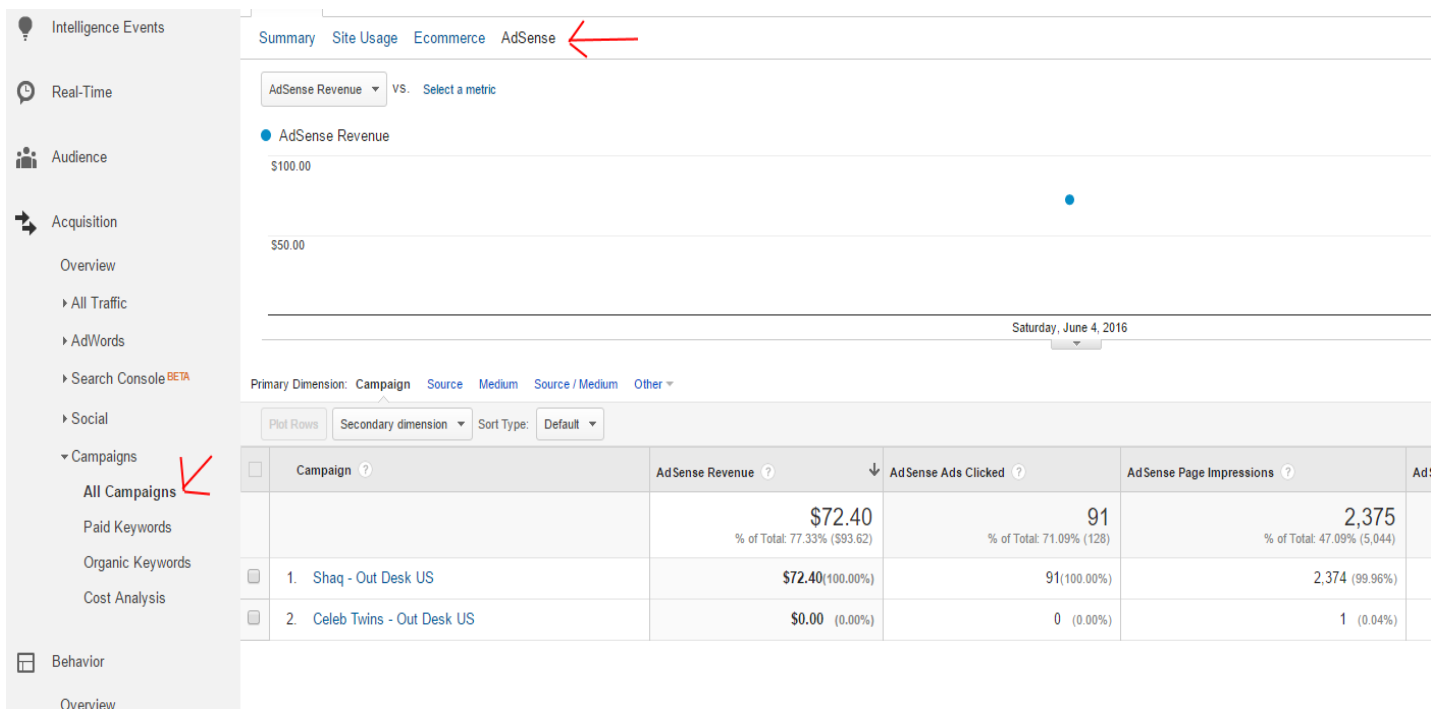 Intelligence Events
Real-Time
Audience
Acquisition
Overview
All Traffic
AdWords
Search Console BETA
Social
Campaigns
All Campaigns
Paid Keywords
Organic Keywords
Cost Analysis
Behavior
Overview
Summary Site Usage Ecommerce AdSense
AdSense Revenue VS. Select a metric
AdSense Revenue
$100.00
$50.00
Saturday, June 4, 2016
Primary Dimension: Campaign Source Medium Source / Medium Other
Plot Rows Secondary dimension Sort Type: Default
Campaign ? AdSense Revenue ? AdSense Ads Clicked ? AdSense Page Impressions ?
$72.40 91 2,375
% of Total: 77.33% ($93.62) % of Total: 71.09% (128) % of Total: 47.09% (5,044)
1. Shaq - Out Desk US $72.40(100.00%) 91(100.00%) 2,374 (99.96%)
2. Celeb Twins - Out Desk US $0.00 (0.00%) 0 (0.00%) 1 (0.04%)